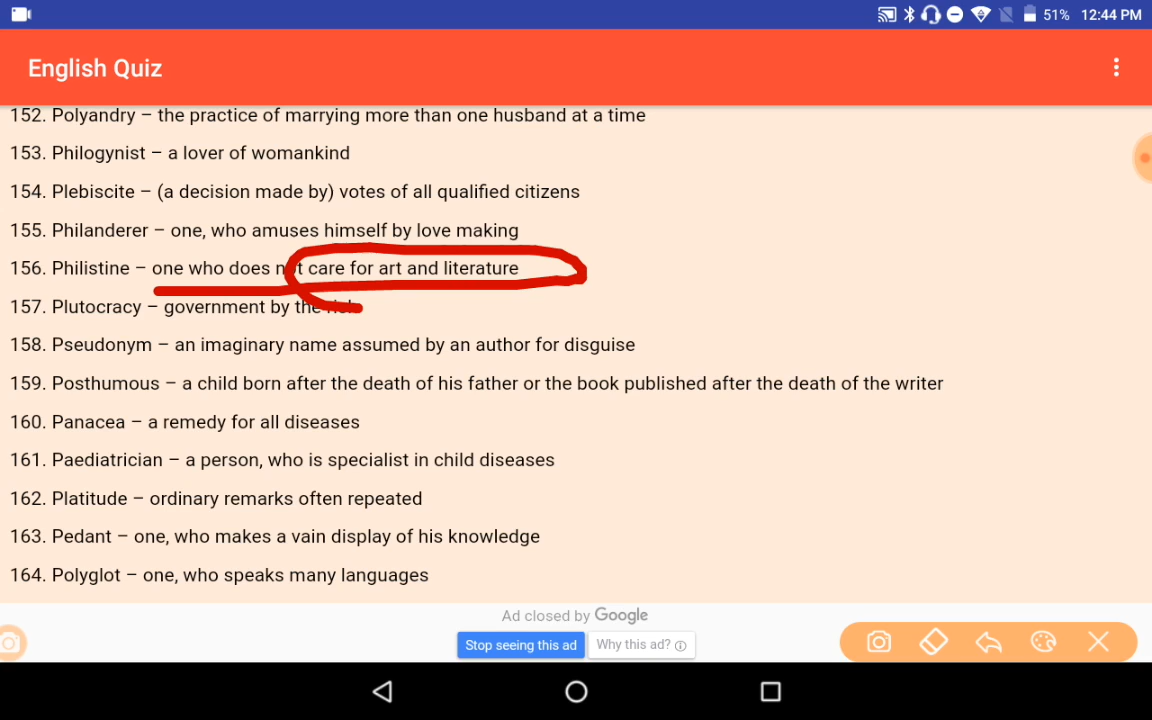 51% 12:44 PM
English Quiz
152. Polyandry – the practice of marrying more than one husband at a time
153. Philogynist – a lover of womankind
154. Plebiscite – (a decision made by) votes of all qualified citizens
155. Philanderer – one, who amuses himself by love making
156. Philistine – one who does not care for art and literature
157. Plutocracy – government by the rich
158. Pseudonym – an imaginary name assumed by an author for disguise
159. Posthumous – a child born after the death of his father or the book published after the death of the writer
160. Panacea – a remedy for all diseases
161. Paediatrician – a person, who is specialist in child diseases
162. Platitude – ordinary remarks often repeated
163. Pedant – one, who makes a vain display of his knowledge
164. Polyglot – one, who speaks many languages
Ad closed by Google
Stop seeing this ad Why this ad?